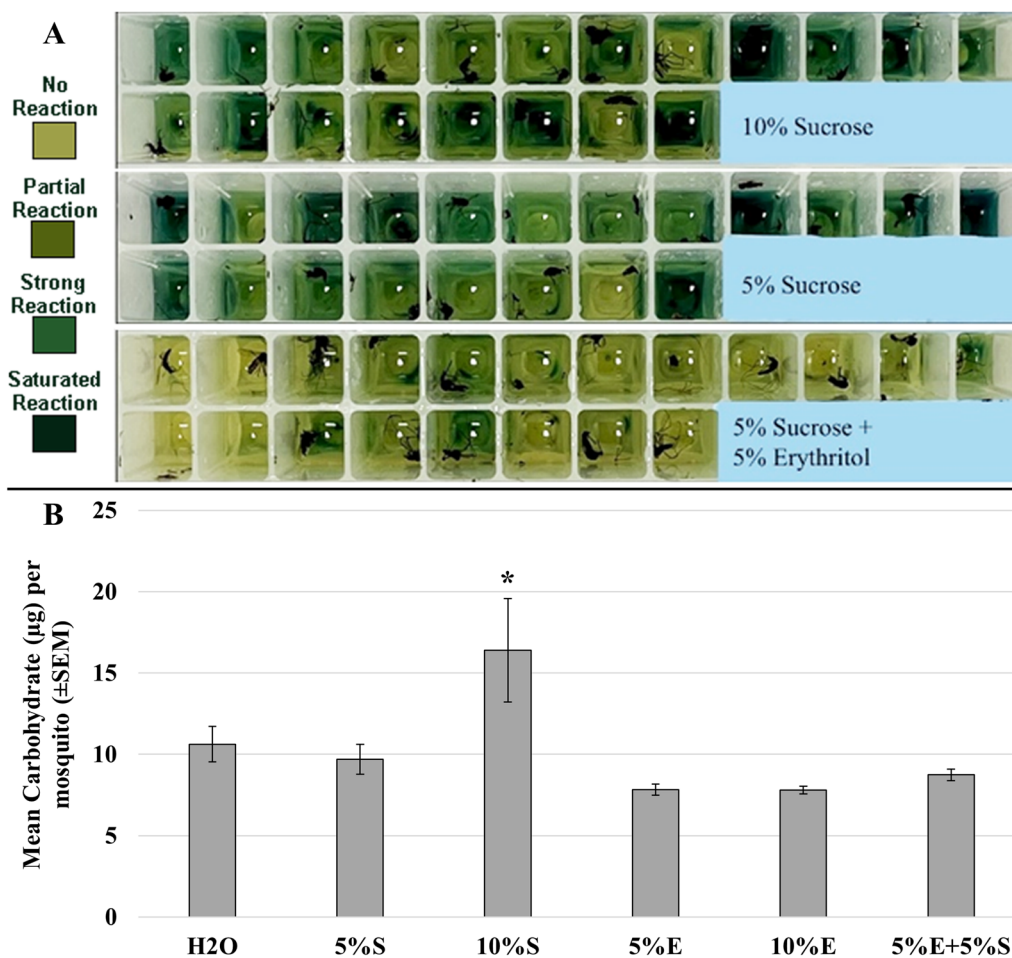 A
No
Reaction
Partial
Reaction
Strong
Reaction
Saturated
Reaction
10% Sucrose
5% Sucrose
5% Sucrose +
5% Erythritol
B
Mean Carbohydrate (µg) per
mosquito (±SEM)
25
20
15
10
5
0
*
H2O
5%S
10%S
5%E
10%E
5%E+5%S